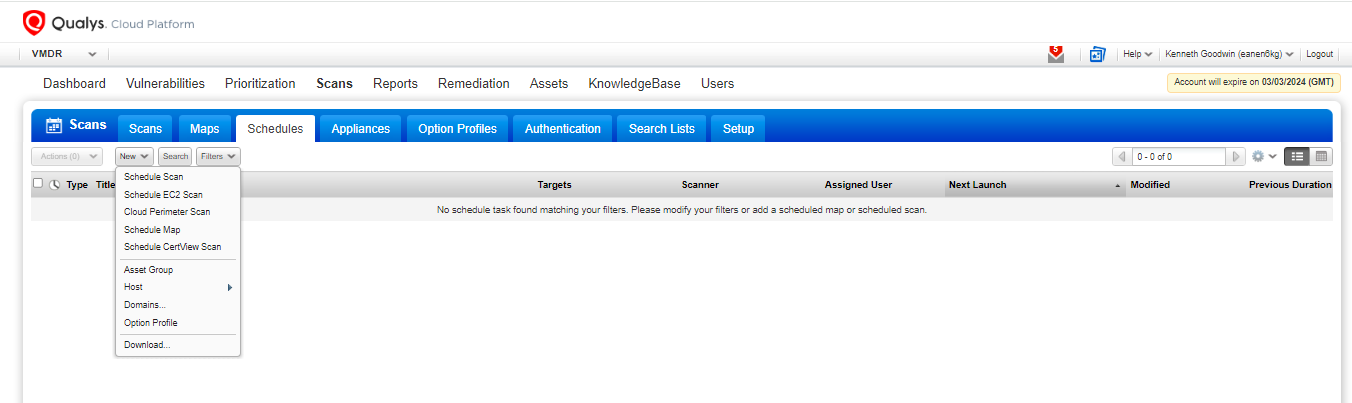 Qualys. Cloud Platform
VMDR
5
Help
Kenneth Goodwin (eanen6kg)
Logout
Dashboard Vulnerabilities Prioritization Scans Reports Remediation Assets KnowledgeBase Users
Account will expire on 03/03/2024 (GMT)
Scans Scans Maps Schedules Appliances Option Profiles Authentication Search Lists Setup
Actions (0) New Search Filters 0 - 0 of 0
Type Title Targets Scanner Assigned User Next Launch Modified Previous Duration
No schedule task found matching your filters. Please modify your filters or add a scheduled map or scheduled scan.
Schedule Scan
Schedule EC2 Scan
Cloud Perimeter Scan
Schedule Map
Schedule CertView Scan
Asset Group
Host
Domains...
Option Profile
Download...